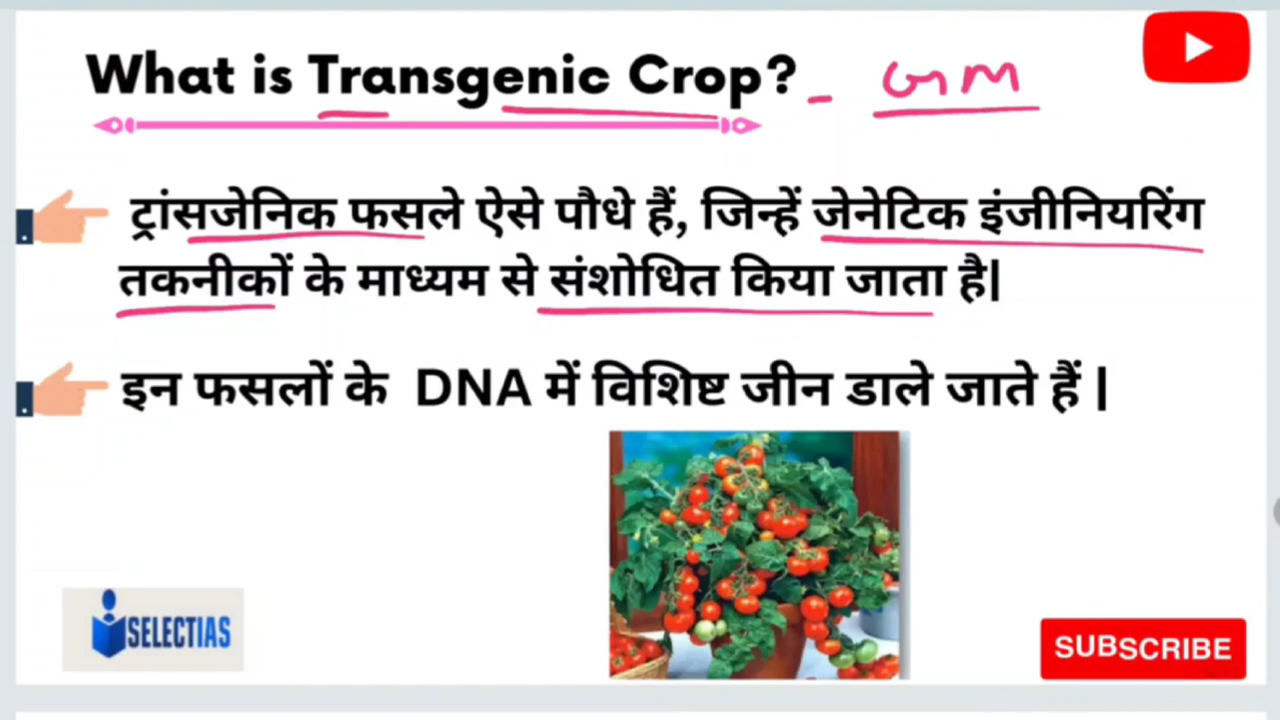 What is Transgenic Crop? - GM
ट्रांसजेनिक फसले ऐसे पौधे हैं, जिन्हें जेनेटिक इंजीनियरिंग
तकनीकों के माध्यम से संशोधित किया जाता है|
इन फसलों के DNA में विशिष्ट जीन डाले जाते हैं |
SELECTIAS
SUBSCRIBE